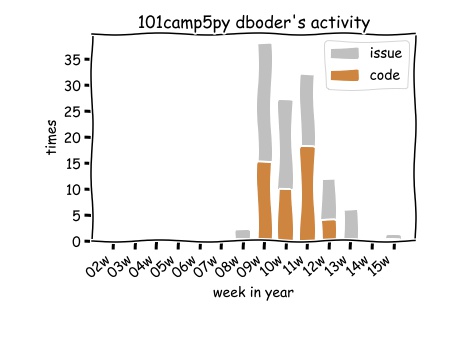 101camp5py dboder's activity
issue
code
times
35
30
25
20
15
10
5
0
02w 03w 04w 05w 06w 07w 08w 09w 10w 11w 12w 13w 14w 15w
week in year